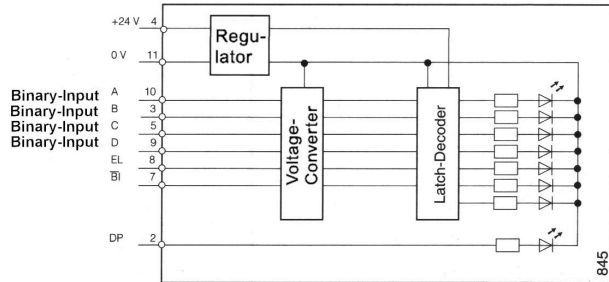 +24 V 4
Regu-
lator
0 V 11
Binary-Input A 10
Binary-Input B 3
Binary-Input C 5
Binary-Input D 9
EL 8
BI 7
Voltage-
Converter
Latch-Decoder
DP 2
845